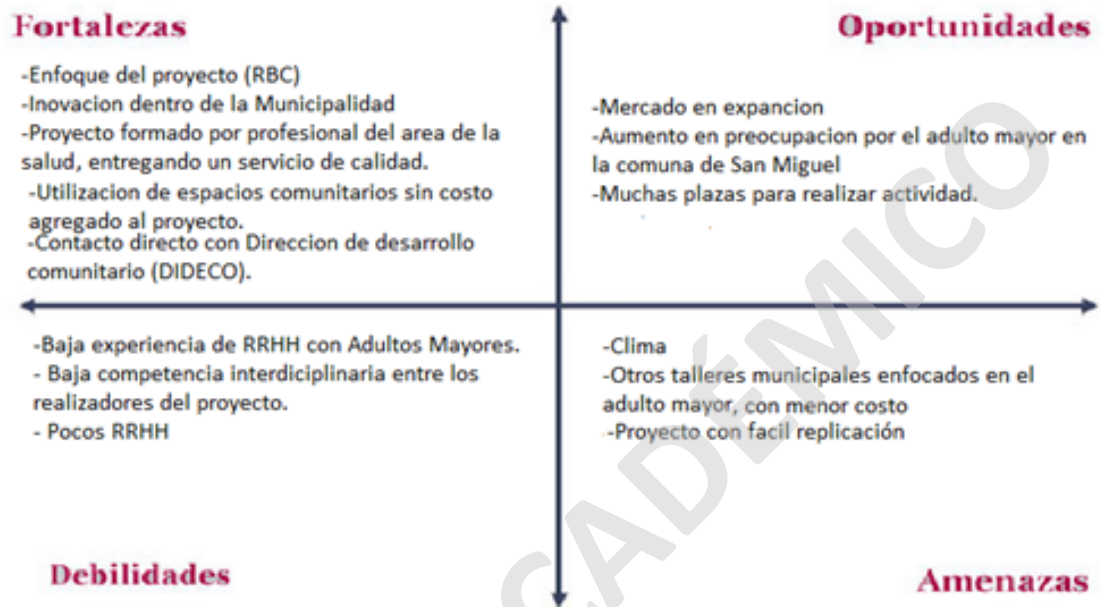 Fortalezas
-Enfoque del proyecto (RBC)
-Inovacion dentro de la Municipalidad
-Proyecto formado por profesional del area de la
salud, entregando un servicio de calidad.
-Utilizacion de espacios comunitarios sin costo
agregado al proyecto.
-Contacto directo con Direccion de desarrollo
comunitario (DIDECO).
Oportunidades
-Mercado en expancion
-Aumento en preocupacion por el adulto mayor en
la comuna de San Miguel
-Muchas plazas para realizar actividad.
-Baja experiencia de RRHH con Adultos Mayores.
- Baja competencia interdiciplinaria entre los
realizadores del proyecto.
- Pocos RRHH
Debilidades
-Clima
-Otros talleres municipales enfocados en el
adulto mayor, con menor costo
-Proyecto con facil replicación
Amenazas
CADÉMICO